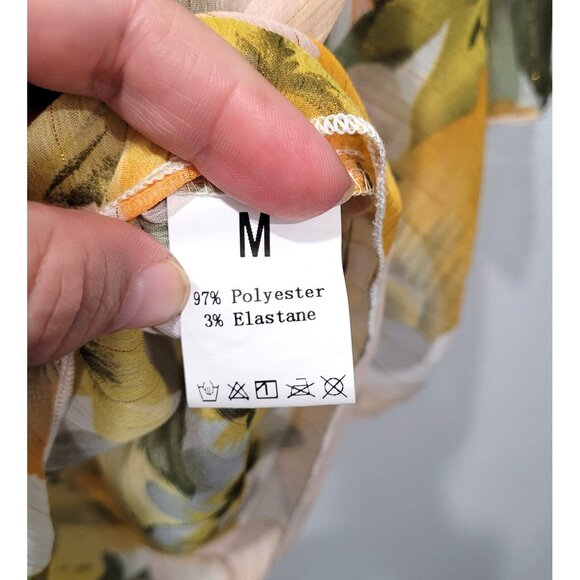 M
97% Polyester
3% Elastane